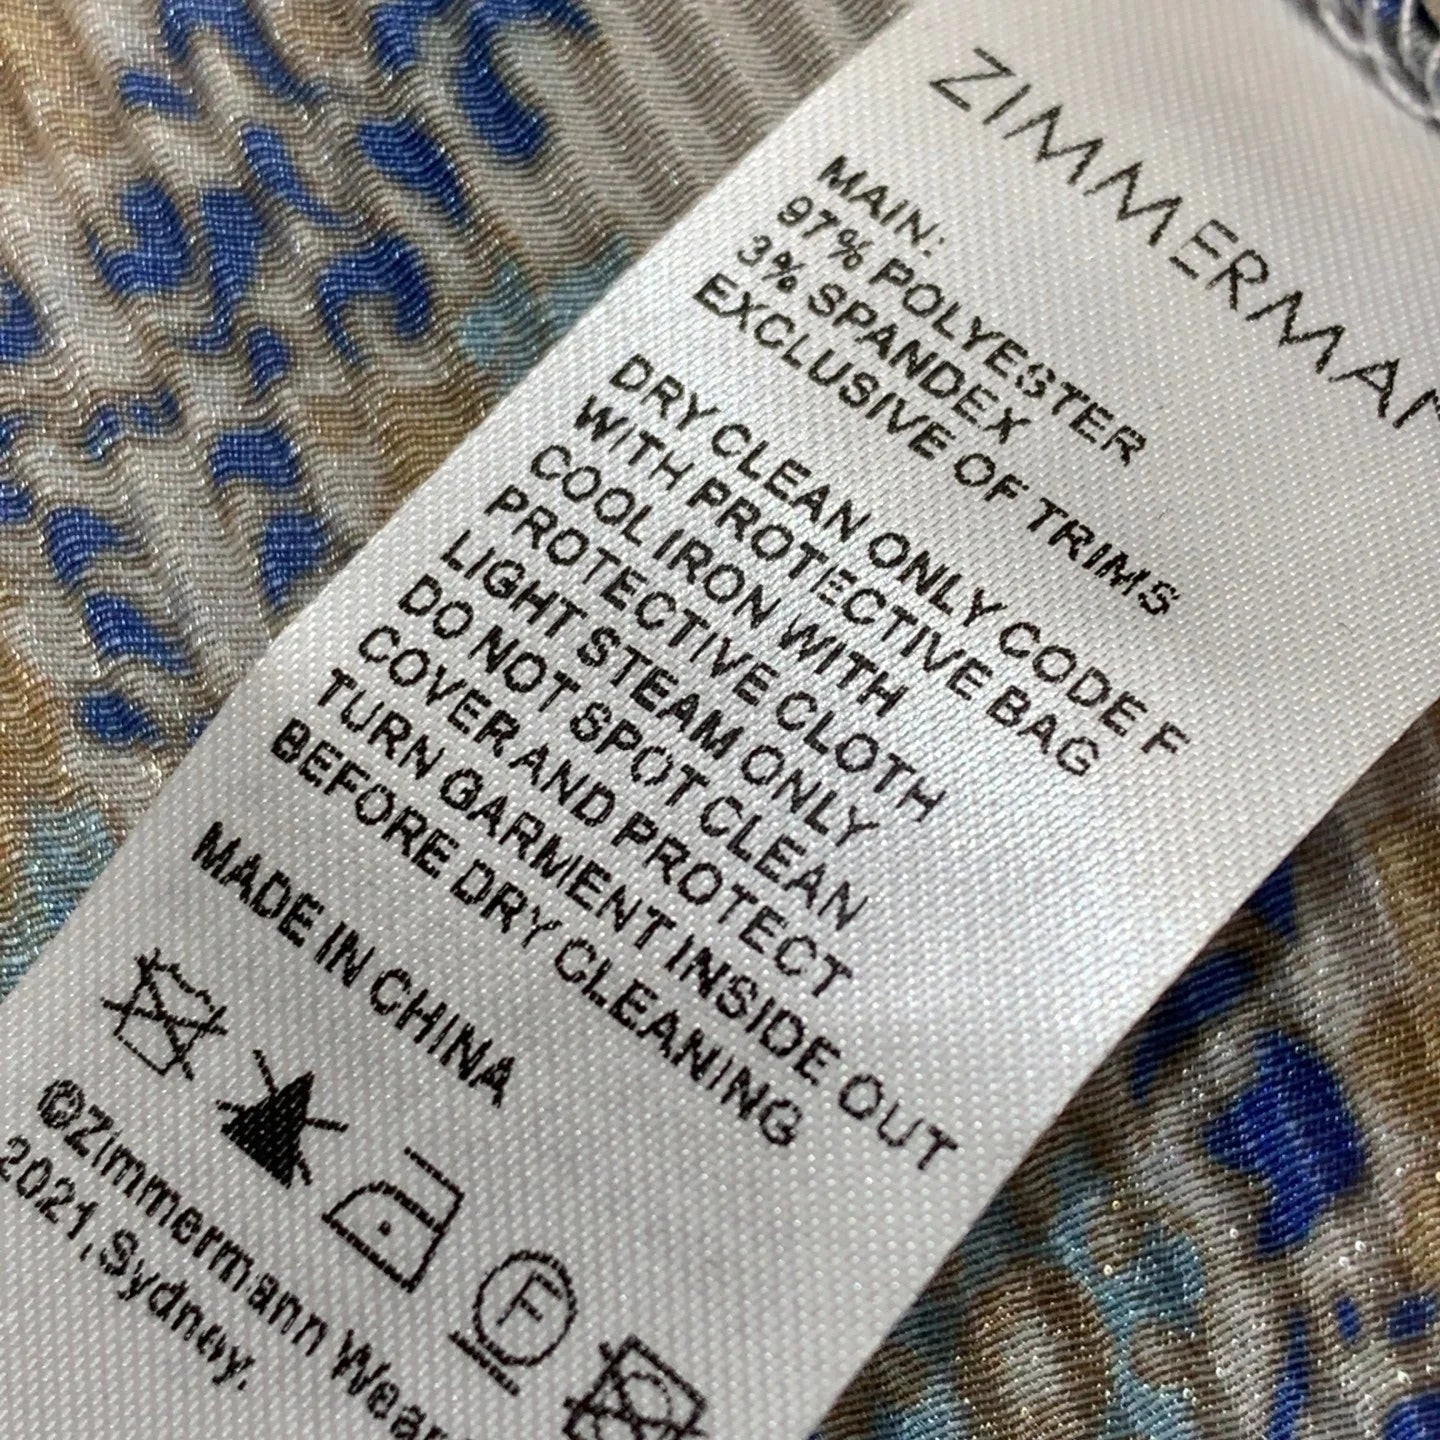 ZIMMERMAN
MAIN:
97% POLYESTER
3% SPANDEX
EXCLUSIVE OF TRIMS
DRY CLEAN ONLY CODE F
WITH PROTECTIVE BAG
COOL IRON WITH
PROTECTIVE CLOTH
LIGHT STEAM ONLY
DO NOT SPOT CLEAN
COVER AND PROTECT
TURN GARMENT INSIDE OUT
BEFORE DRY CLEANING
MADE IN CHINA
F
©Zimmermann Wear
2021,Sydney.